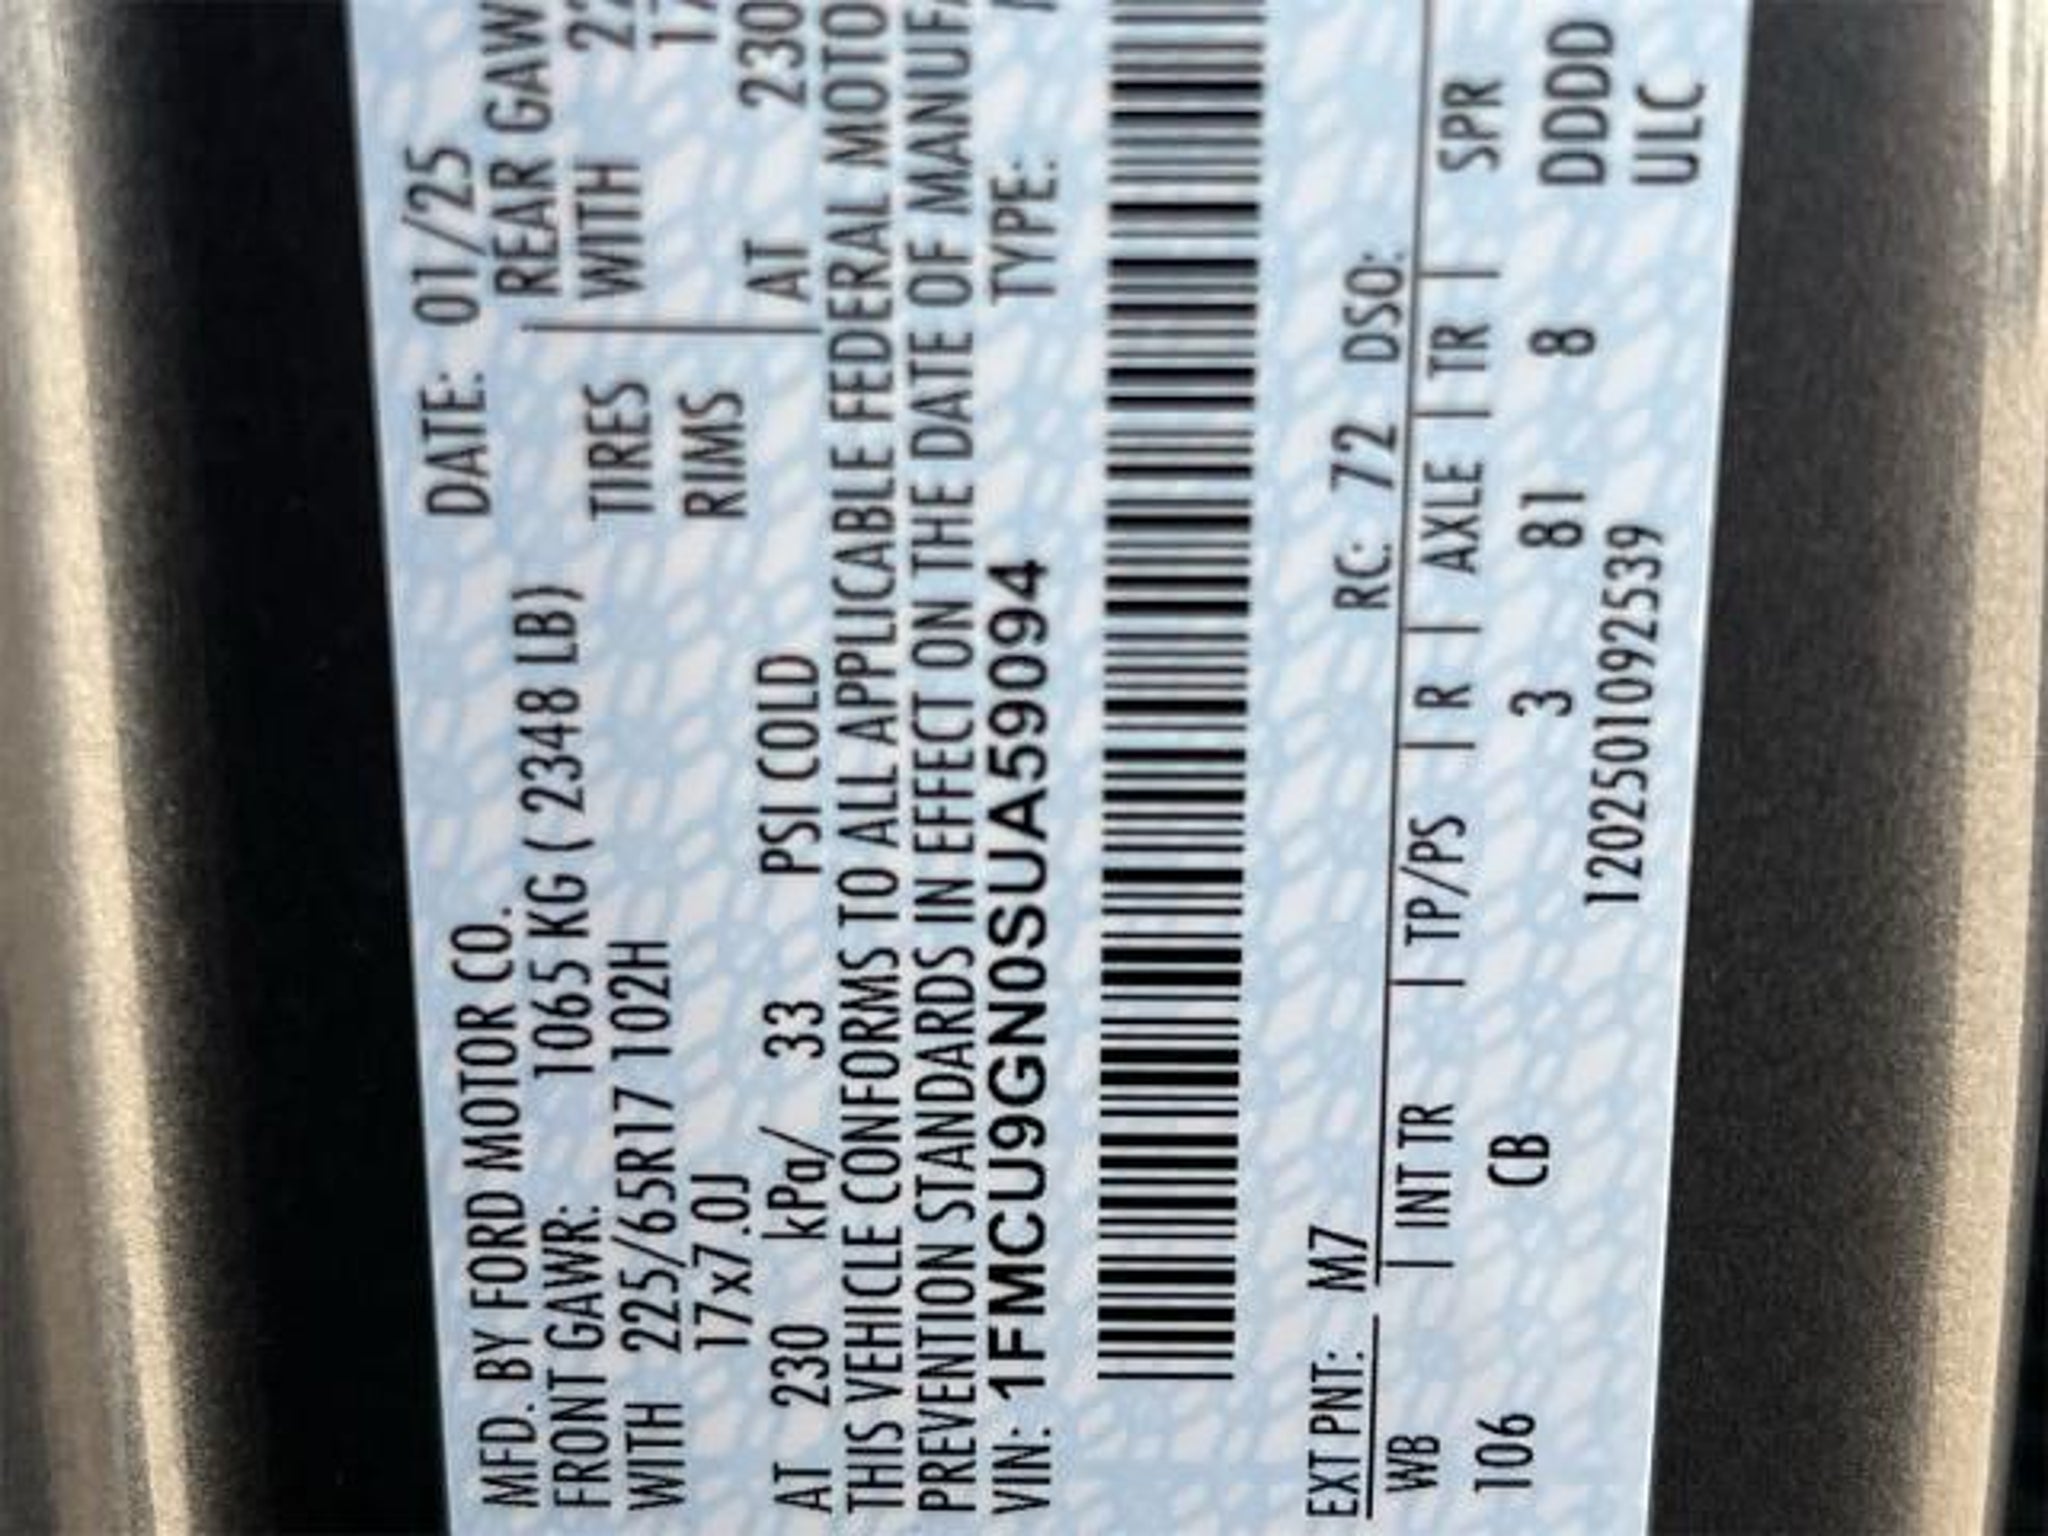 MFD. BY FORD MOTOR CO.
DATE: 01/25
FRONT GAWR: 1065 KG ( 2348 LB)
REAR GAW
WITH 225/65R17 102H
TIRES
WITH
17x7.0J
RIMS
AT 230 kPa/ 33 PSI COLD
AT 230
THIS VEHICLE CONFORMS TO ALL APPLICABLE FEDERAL MOTO
PREVENTION STANDARDS IN EFFECT ON THE DATE OF MANUF
VIN: 1FMCU9GN0SUA59094
TYPE:
EXT PNT: M7 RC: 72 DSO:
WB | INT TR | TP/PS | R | AXLE | TR | SPR
106 CB 3 81 8 DDDD
120250109253​9 ULC